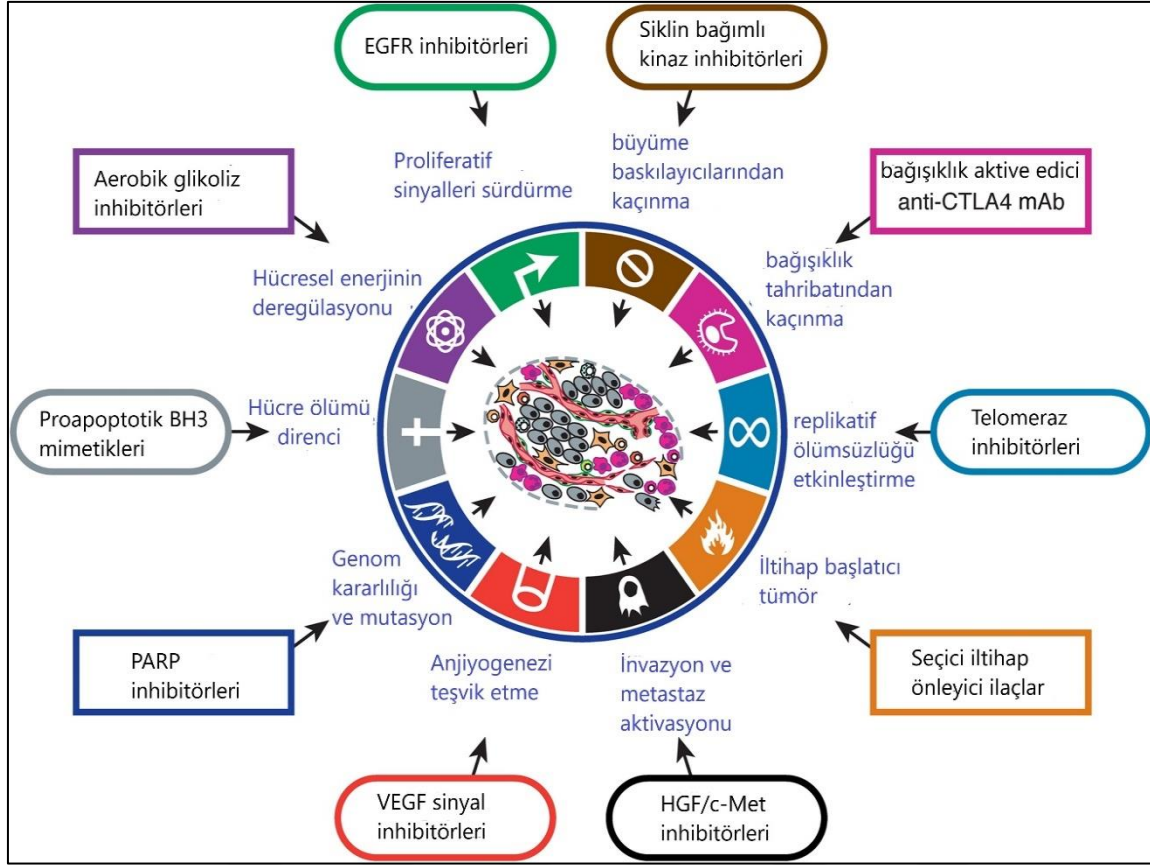 EGFR inhibitörleri
Siklin bağımlı
kinaz inhibitörleri
Proliferatif
sinyalleri sürdürme
büyüme
baskılayıcılarından
kaçınma
Aerobik glikoliz
inhibitörleri
bağışıklık aktive edici
anti-CTLA4 mAb
Hücresel enerjinin
deregülasyonu
bağışıklık
tahribatından
kaçınma
Proapoptotik BH3
mimetikleri
Hücre ölümü
direnci
replikatif
ölümsüzlüğü
etkinleştirme
Telomeraz
inhibitörleri
Genom
kararlılığı
ve mutasyon
İltihap başlatıcı
tümör
PARP
inhibitörleri
Anjiyogenezi
teşvik etme
İnvazyon ve
metastaz
aktivasyonu
Seçici iltihap
önleyici ilaçlar
VEGF sinyal
inhibitörleri
HGF/c-Met
inhibitörleri